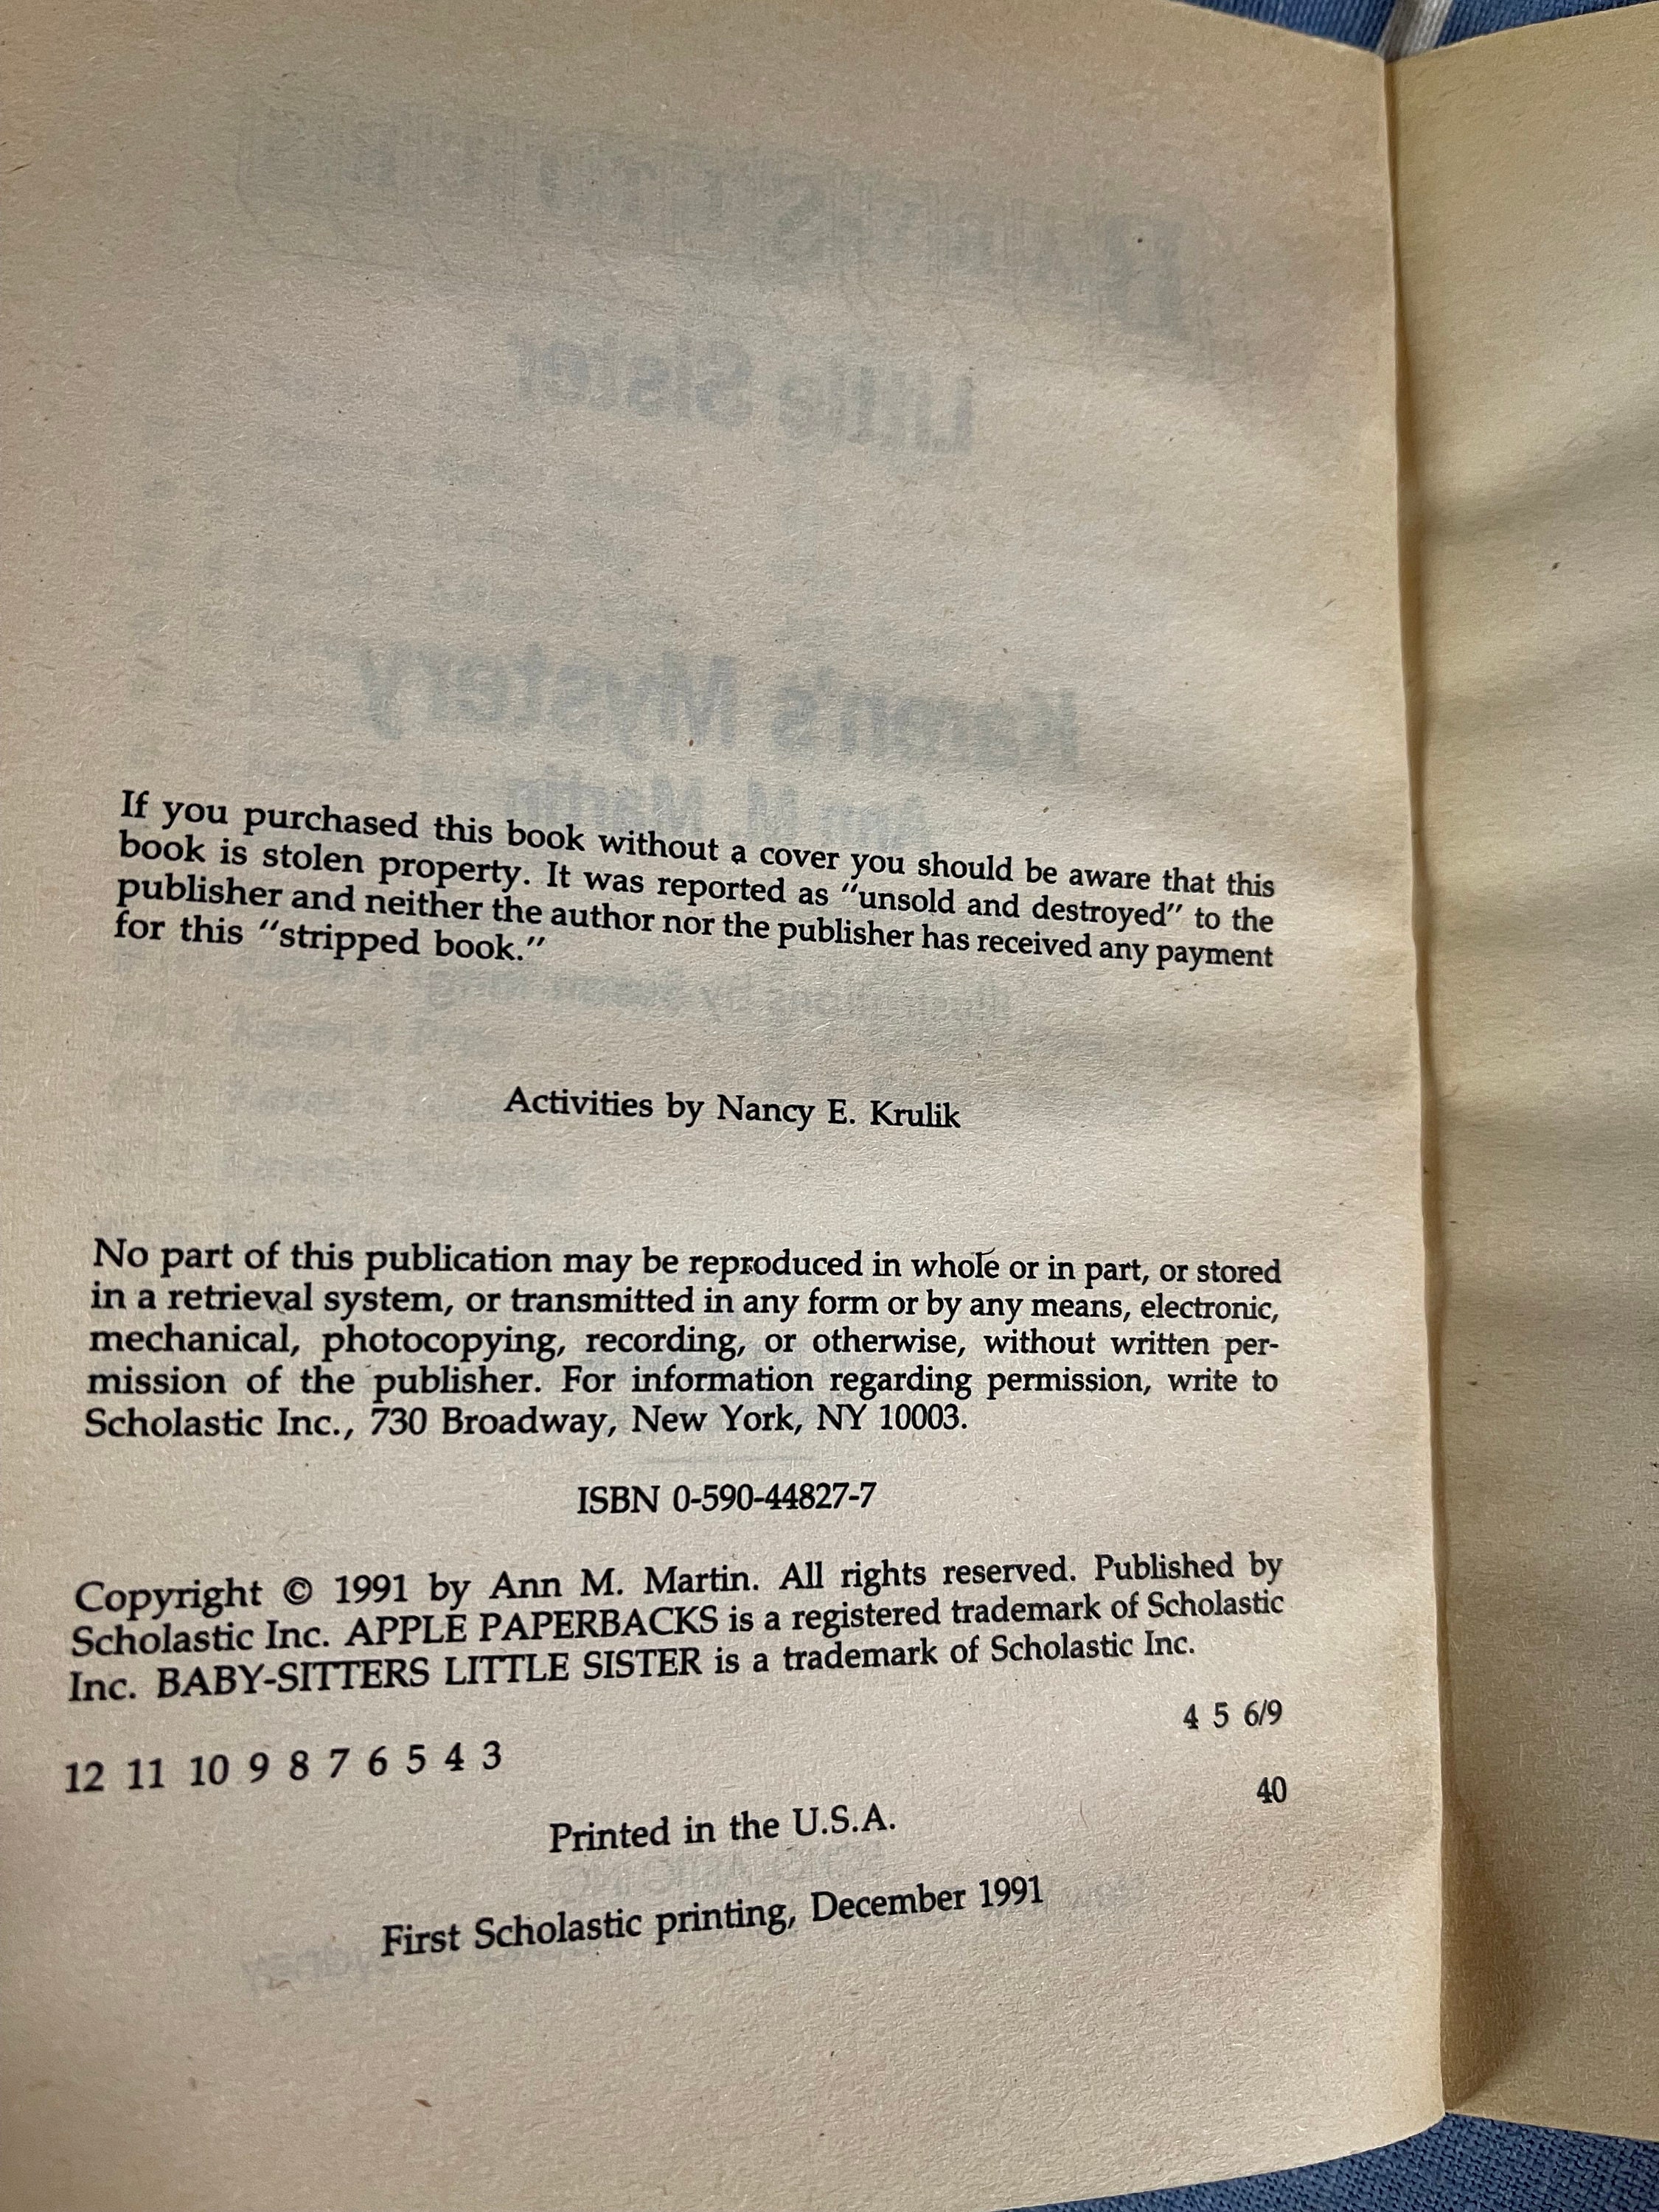 If you purchased this book without a cover you should be aware that this
book is stolen property. It was reported as “unsold and destroyed” to the
publisher and neither the author nor the publisher has received any payment
for this “stripped book.”
Activities by Nancy E. Krulik
No part of this publication may be reproduced in whole or in part, or stored
in a retrieval system, or transmitted in any form or by any means, electronic,
mechanical, photocopying, recording, or otherwise, without written per-
mission of the publisher. For information regarding permission, write to
Scholastic Inc., 730 Broadway, New York, NY 10003.
ISBN 0-590-44827-7
Copyright © 1991 by Ann M. Martin. All rights reserved. Published by
Scholastic Inc. APPLE PAPERBACKS is a registered trademark of Scholastic
Inc. BABY-SITTERS LITTLE SISTER is a trademark of Scholastic Inc.
12 11 10 9 8 7 6 5 4 3 4 5 6/9
Printed in the U.S.A. 40
First Scholastic printing, December 1991